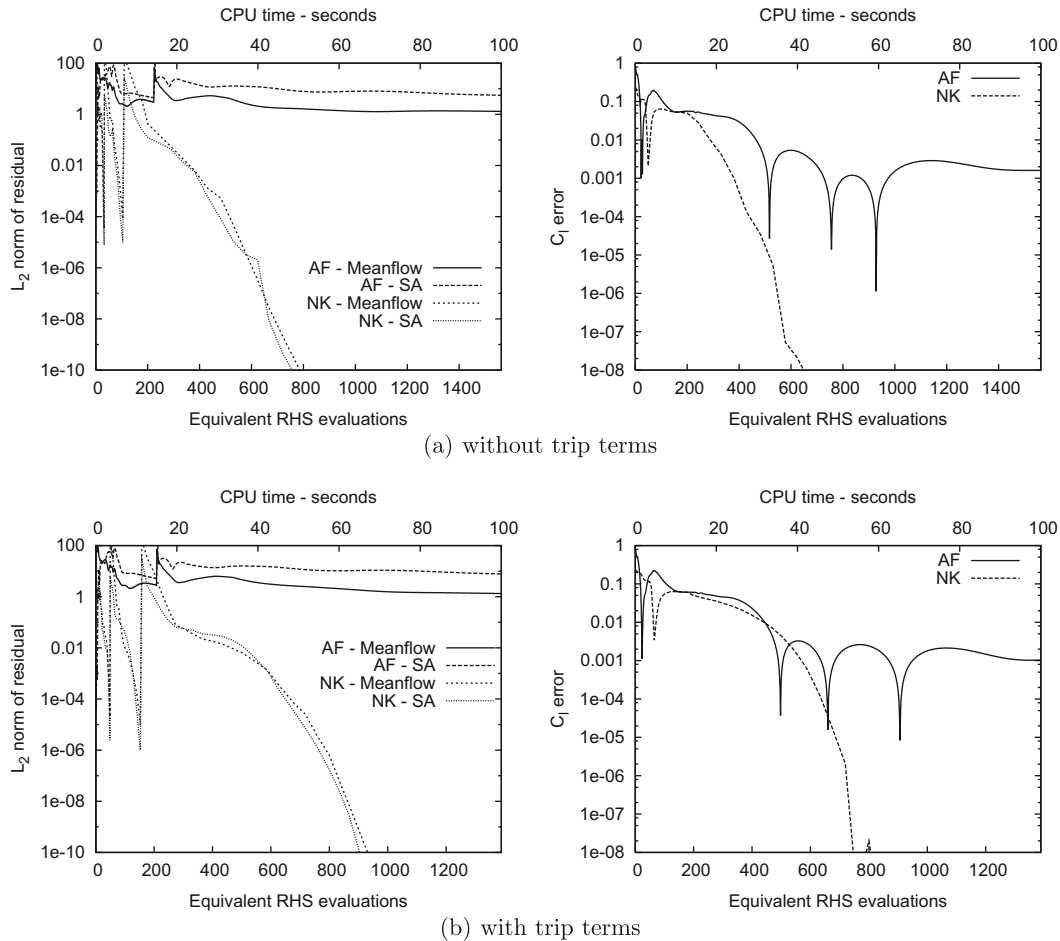 CPU time - seconds
0 20 40 60 80 100
100
1
0.01
1e-04
1e-06
1e-08
1e-10
L2 norm of residual
AF - Meanflow
AF - SA
NK - Meanflow
NK - SA
0 200 400 600 800 1000 1200 1400
Equivalent RHS evaluations
CPU time - seconds
0 20 40 60 80 100
1
0.1
0.01
0.001
1e-04
1e-05
1e-06
1e-07
1e-08
Cl error
AF
NK
0 200 400 600 800 1000 1200 1400
Equivalent RHS evaluations
(a) without trip terms
CPU time - seconds
0 20 40 60 80 100
100
1
0.01
1e-04
1e-06
1e-08
1e-10
L2 norm of residual
AF - Meanflow
AF - SA
NK - Meanflow
NK - SA
0 200 400 600 800 1000 1200
Equivalent RHS evaluations
CPU time - seconds
0 20 40 60 80 100
1
0.1
0.01
0.001
1e-04
1e-05
1e-06
1e-07
1e-08
Cl error
AF
NK
0 200 400 600 800 1000 1200
Equivalent RHS evaluations
(b) with trip terms